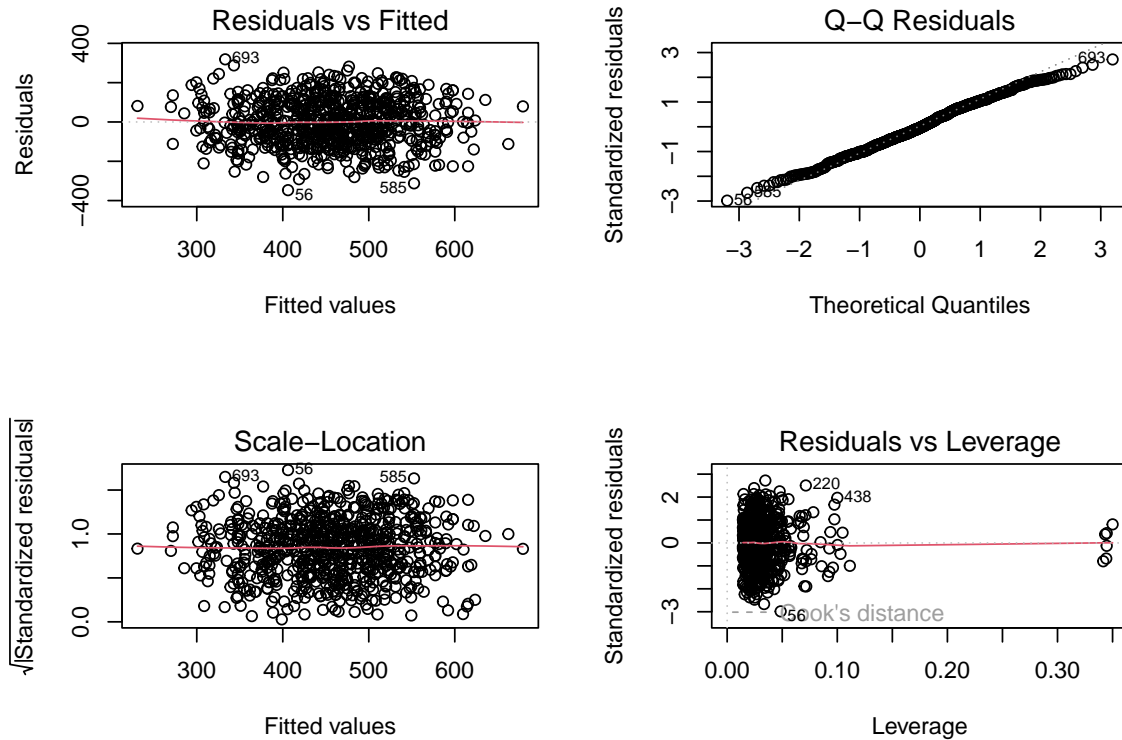 Residuals vs Fitted
Residuals
−400 0 400
693
56
585
300 400 500 600
Fitted values
Q−Q Residuals
Standardized residuals
−3 −1 1 3
693
585
56
−3 −2 −1 0 1 2 3
Theoretical Quantiles
Scale−Location
√|Standardized residuals|
0.0 1.0
693
56
585
300 400 500 600
Fitted values
Residuals vs Leverage
Standardized residuals
−3 0 2
220
438
56
Cook's distance
0.00 0.10 0.20 0.30
Leverage